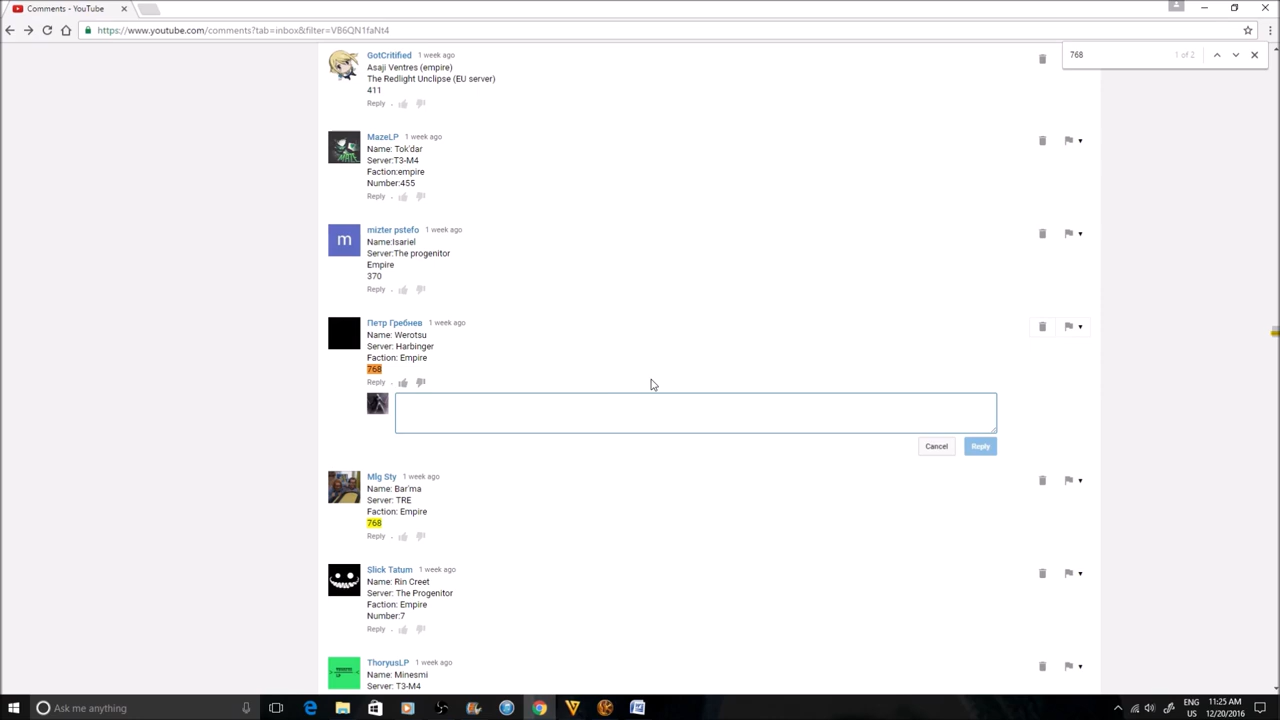 Comments - YouTube
https://www.youtube.com/comments?tab=inbox&filter=VB6QN1faNt4
768
1 of 2
GotCritified 1 week ago
Asaji Ventres (empire)
The Redlight Unclipse (EU server)
411
Reply
MazeLP 1 week ago
Name: Tok'dar
Server:T3-M4
Faction:empire
Number:455
Reply
m
mizter pstefo 1 week ago
Name:Isariel
Server:The progenitor
Empire
370
Reply
Петр Гребнев 1 week ago
Name: Werotsu
Server: Harbinger
Faction: Empire
768
Reply
Cancel
Reply
Mlg Sty 1 week ago
Name: Bar'ma
Server: TRE
Faction: Empire
768
Reply
Slick Tatum 1 week ago
Name: Rin Creet
Server: The Progenitor
Faction: Empire
Number:7
Reply
ThoryusLP 1 week ago
Name: Minesmi
Server: T3-M4
Ask me anything
ENG
US
11:25 AM
12/20/2016